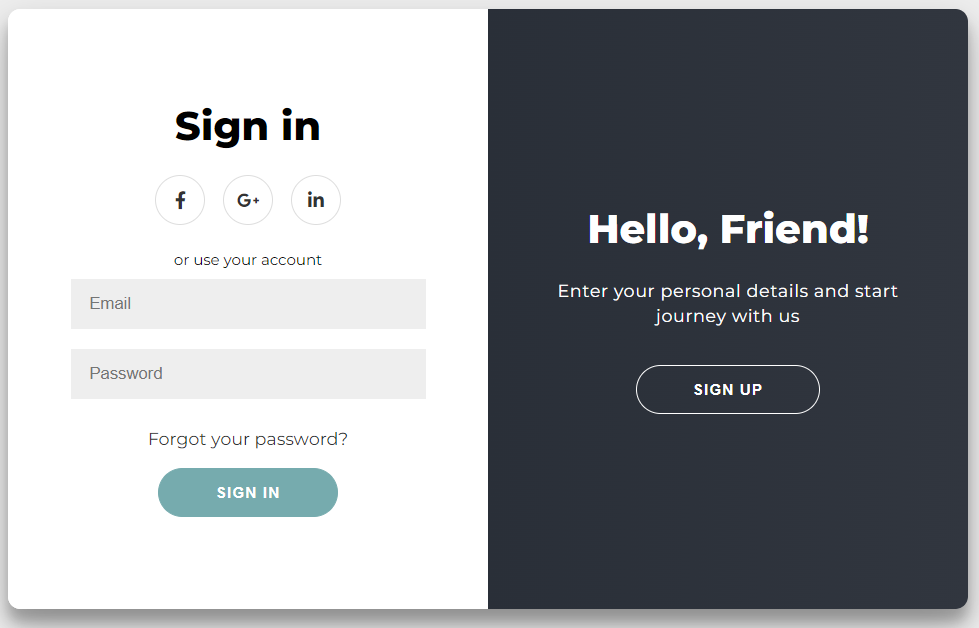 Sign in
f G+ in
or use your account
Email
Password
Forgot your password?
SIGN IN
Hello, Friend!
Enter your personal details and start
journey with us
SIGN UP